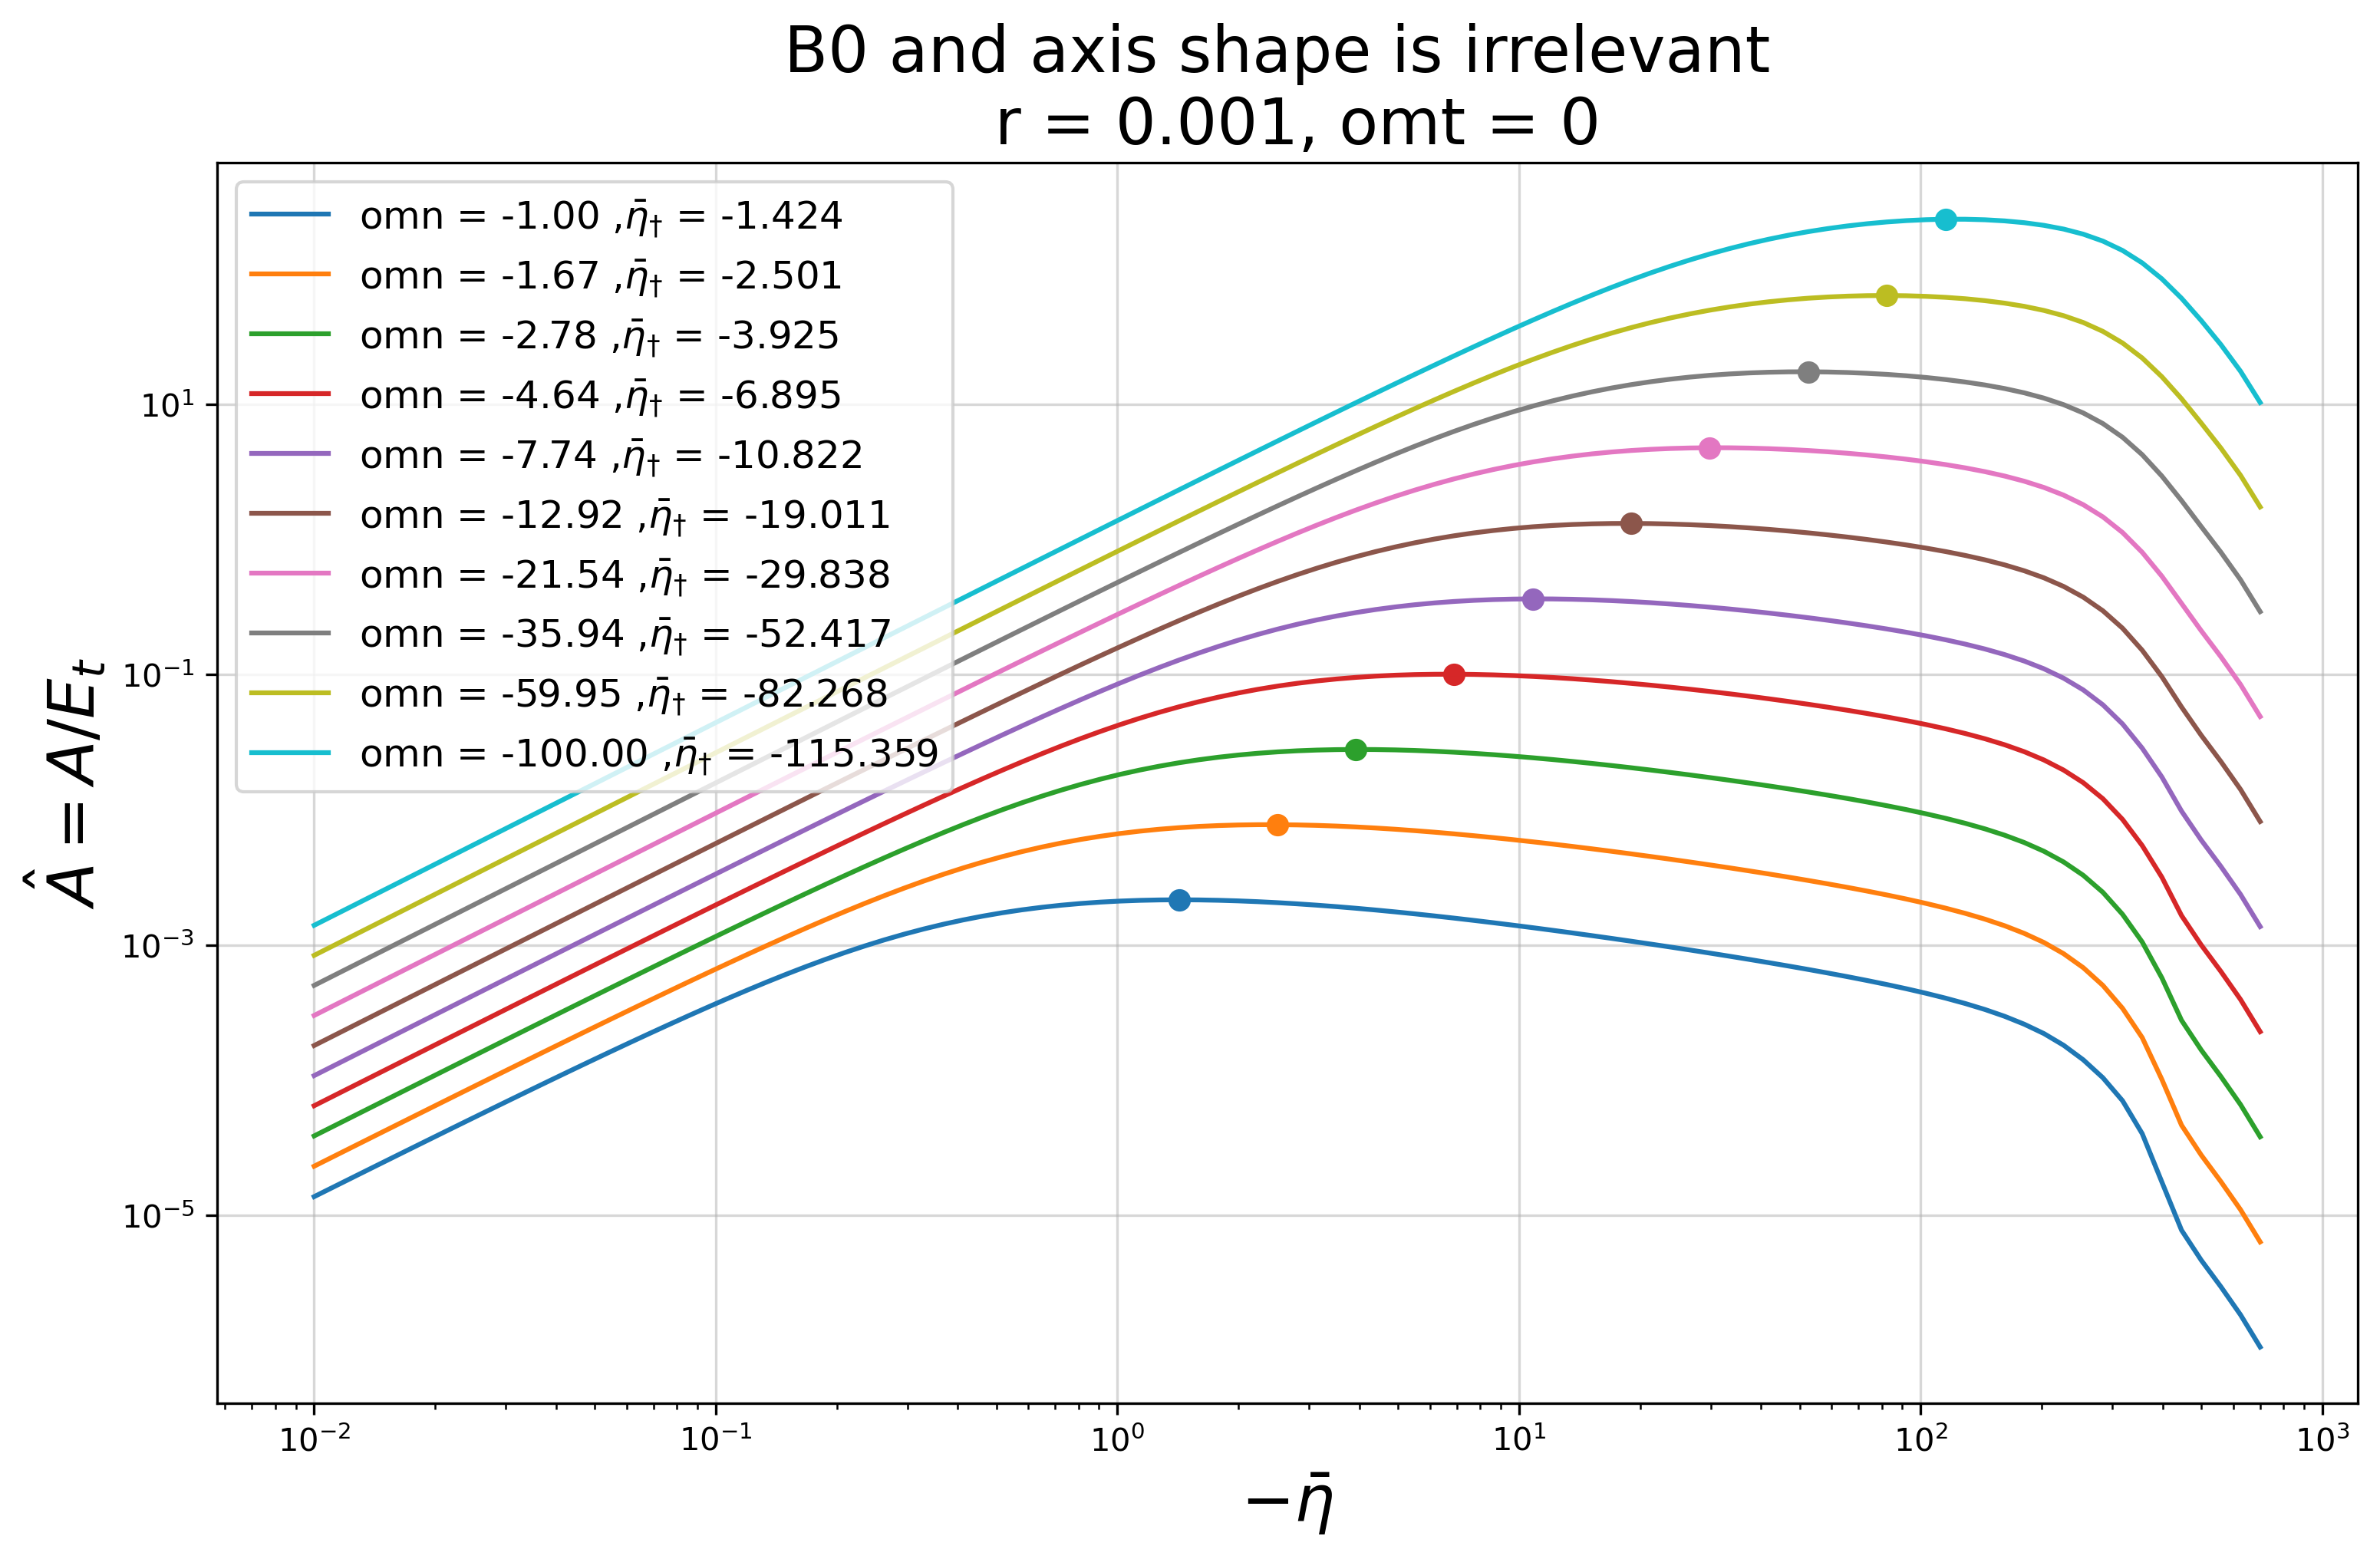 B0 and axis shape is irrelevant
r = 0.001, omt = 0
omn = -1.00 ,η̄† = -1.424
omn = -1.67 ,η̄† = -2.501
omn = -2.78 ,η̄† = -3.925
omn = -4.64 ,η̄† = -6.895
omn = -7.74 ,η̄† = -10.822
omn = -12.92 ,η̄† = -19.011
omn = -21.54 ,η̄† = -29.838
omn = -35.94 ,η̄† = -52.417
omn = -59.95 ,η̄† = -82.268
omn = -100.00 ,η̄† = -115.359
Â = A/Eₜ
10¹
10⁻¹
10⁻³
10⁻⁵
10⁻² 10⁻¹ 10⁰ 10¹ 10² 10³
−η̄